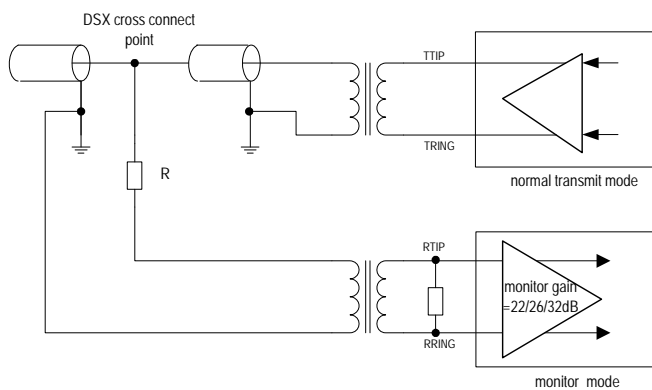 DSX cross connect
point
TTIP
TRING
normal transmit mode
R
RTIP
monitor gain
=22/26/32dB
RRING
monitor mode